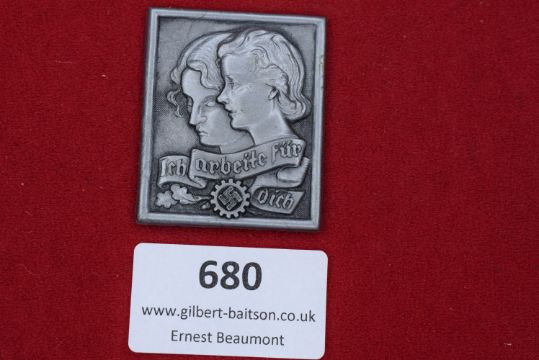 Ich arbeite für
dich
680
www.gilbert-baitson.co.uk
Ernest Beaumont